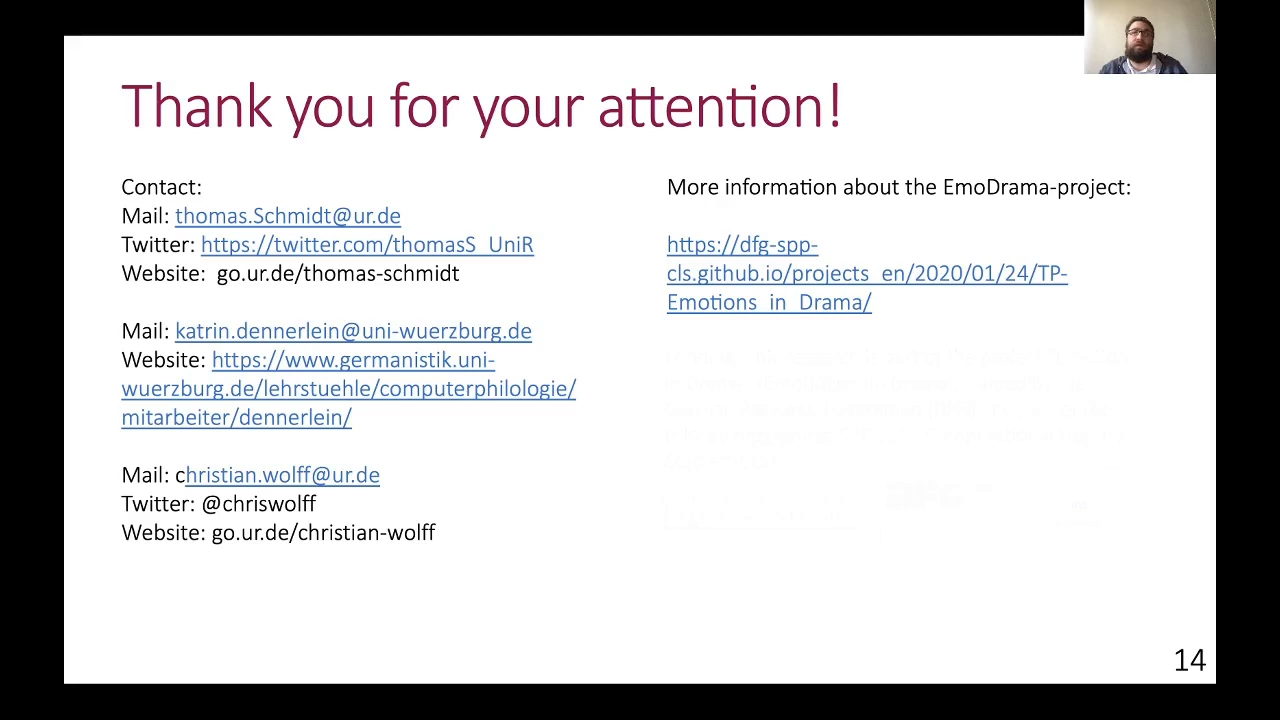 Thank you for your attention!
Contact:
Mail: thomas.Schmidt@ur.de
Twitter: https://twitter.com/thomasS_UniR
Website:  go.ur.de/thomas-schmidt
Mail: katrin.dennerlein@uni-wuerzburg.de
Website: https://www.germanistik.uni-
wuerzburg.de/lehrstuehle/computerphilologie/
mitarbeiter/dennerlein/
Mail: christian.wolff@ur.de
Twitter: @chriswolff
Website: go.ur.de/christian-wolff
More information about the EmoDrama-project:
https://dfg-spp-
cls.github.io/projects_en/2020/01/24/TP-
Emotions_in_Drama/
14